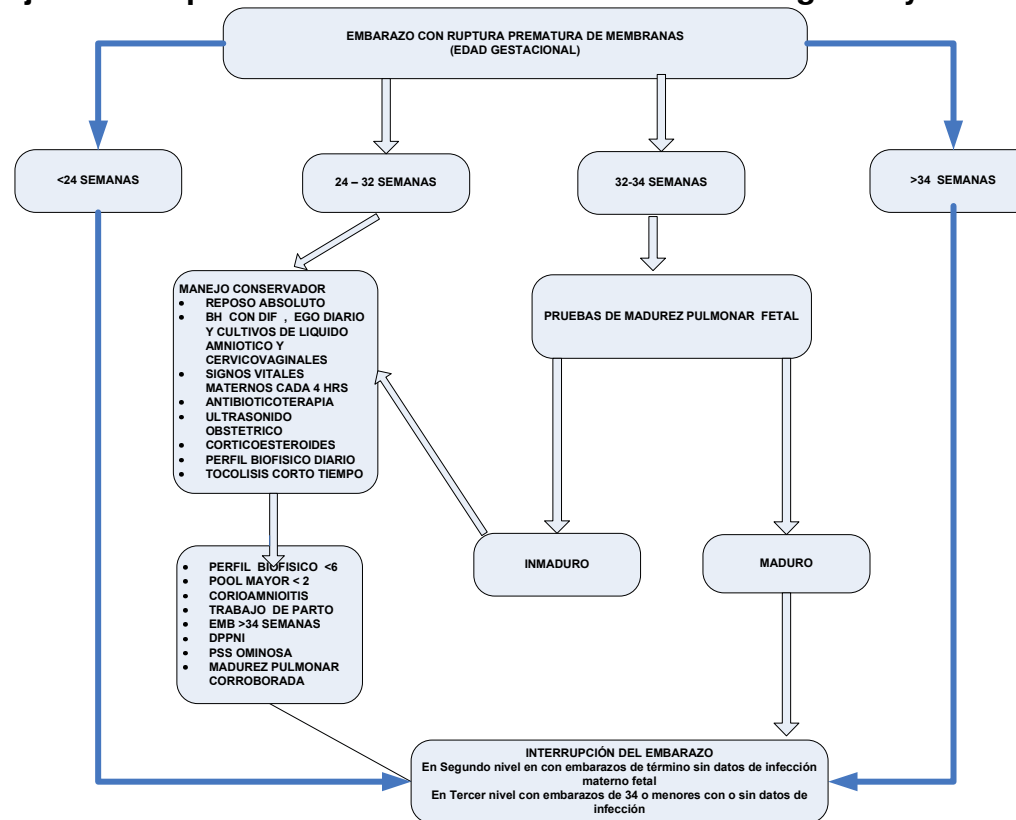 EMBARAZO CON RUPTURA PREMATURA DE MEMBRANAS
(EDAD GESTACIONAL)
<24 SEMANAS
24 – 32 SEMANAS
32-34 SEMANAS
>34 SEMANAS
MANEJO CONSERVADOR
• REPOSO ABSOLUTO
• BH CON DIF , EGO DIARIO
Y CULTIVOS DE LIQUIDO
AMNIOTICO Y
CERVICOVAGINALES
• SIGNOS VITALES
MATERNOS CADA 4 HRS
• ANTIBIOTICOTERAPIA
• ULTRASONIDO
OBSTETRICO
• CORTICOESTEROIDES
• PERFIL BIOFISICO DIARIO
• TOCOLISIS CORTO TIEMPO
PRUEBAS DE MADUREZ PULMONAR FETAL
INMADURO
MADURO
• PERFIL BIOFISICO <6
• POOL MAYOR < 2
• CORIOAMNIOITIS
• TRABAJO DE PARTO
• EMB >34 SEMANAS
• DPPNI
• PSS OMINOSA
• MADUREZ PULMONAR
CORROBORADA
INTERRUPCIÓN DEL EMBARAZO
En Segundo nivel en con embarazos de término sin datos de infección
materno fetal
En Tercer nivel con embarazos de 34 o menores con o sin datos de
infección